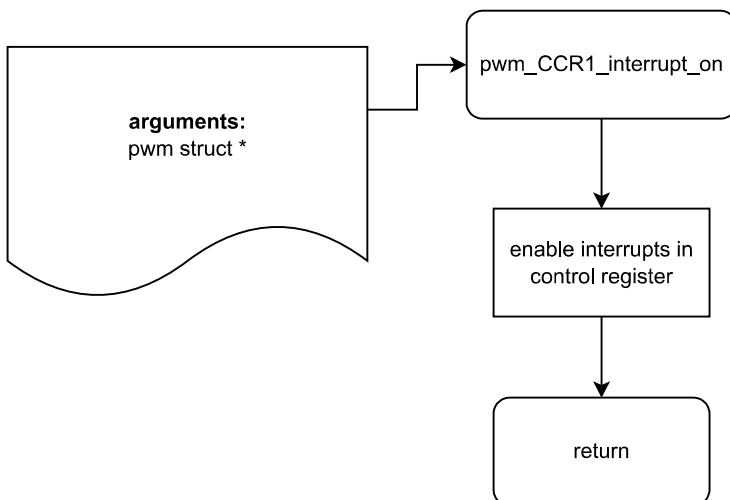 arguments:
pwm struct *
pwm_CCR1_interrupt_on
enable interrupts in
control register
return